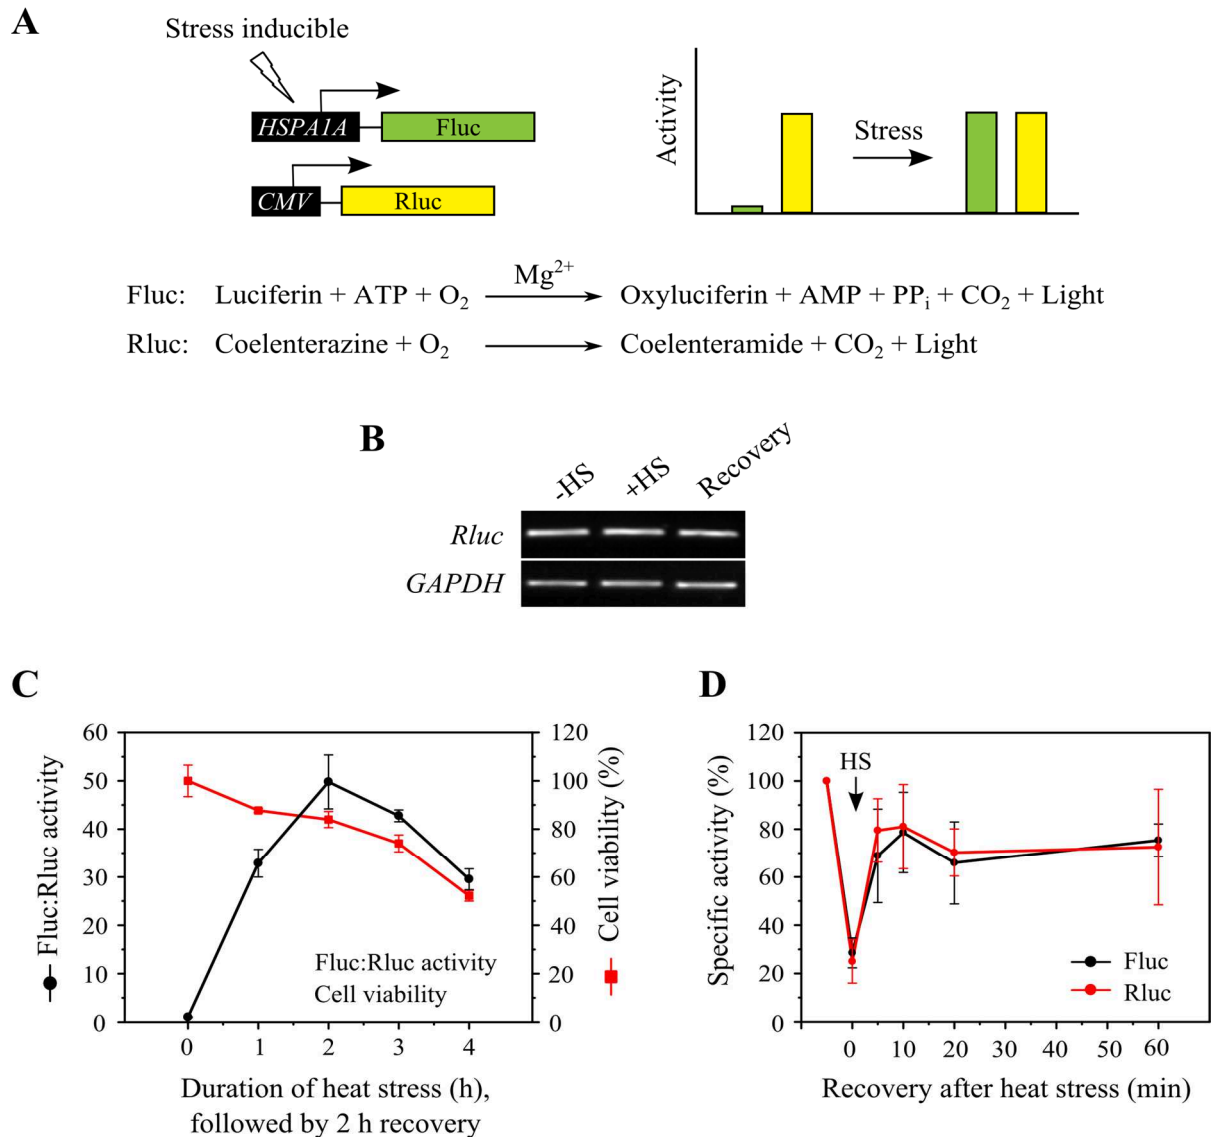 A
Stress inducible
HSPA1A
Fluc
CMV
Rluc
Activity
Stress
Fluc: Luciferin + ATP + O₂ Mg²⁺ Oxyluciferin + AMP + PPᵢ + CO₂ + Light
Rluc: Coelenterazine + O₂ Coelenteramide + CO₂ + Light
B
-HS +HS Recovery
Rluc
GAPDH
C
Fluc:Rluc activity
60
50
40
30
20
10
0
120
100
80
60
40
20
0
Cell viability (%)
Fluc:Rluc activity
Cell viability
0 1 2 3 4
Duration of heat stress (h),
followed by 2 h recovery
D
Specific activity (%)
120
100
80
60
40
20
0
HS
Fluc
Rluc
0 10 20 30 40 50 60
Recovery after heat stress (min)